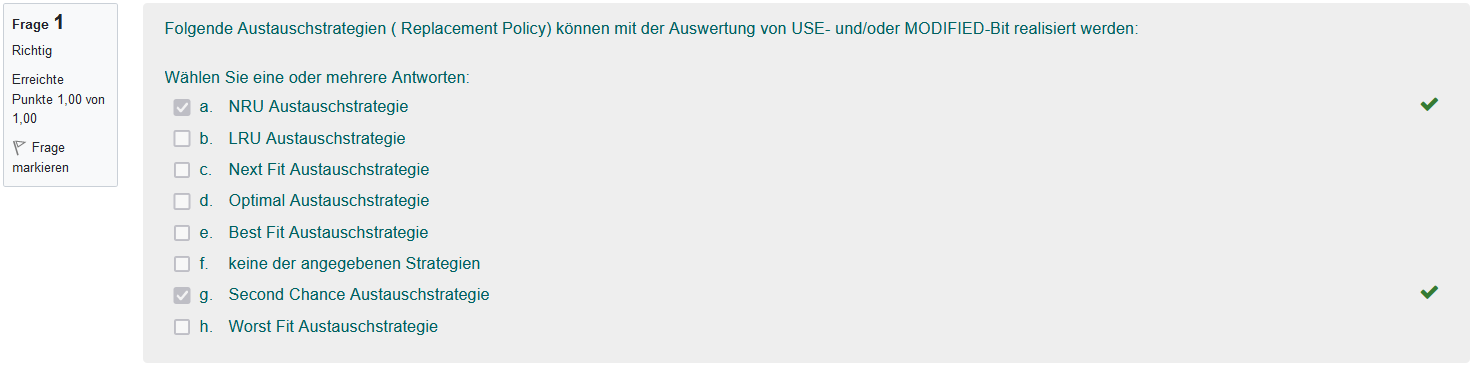 Frage 1
Richtig
Erreichte
Punkte 1,00 von
1,00
Frage
markieren
Folgende Austauschstrategien ( Replacement Policy) können mit der Auswertung von USE- und/oder MODIFIED-Bit realisiert werden:
Wählen Sie eine oder mehrere Antworten:
a. NRU Austauschstrategie
b. LRU Austauschstrategie
c. Next Fit Austauschstrategie
d. Optimal Austauschstrategie
e. Best Fit Austauschstrategie
f. keine der angegebenen Strategien
g. Second Chance Austauschstrategie
h. Worst Fit Austauschstrategie